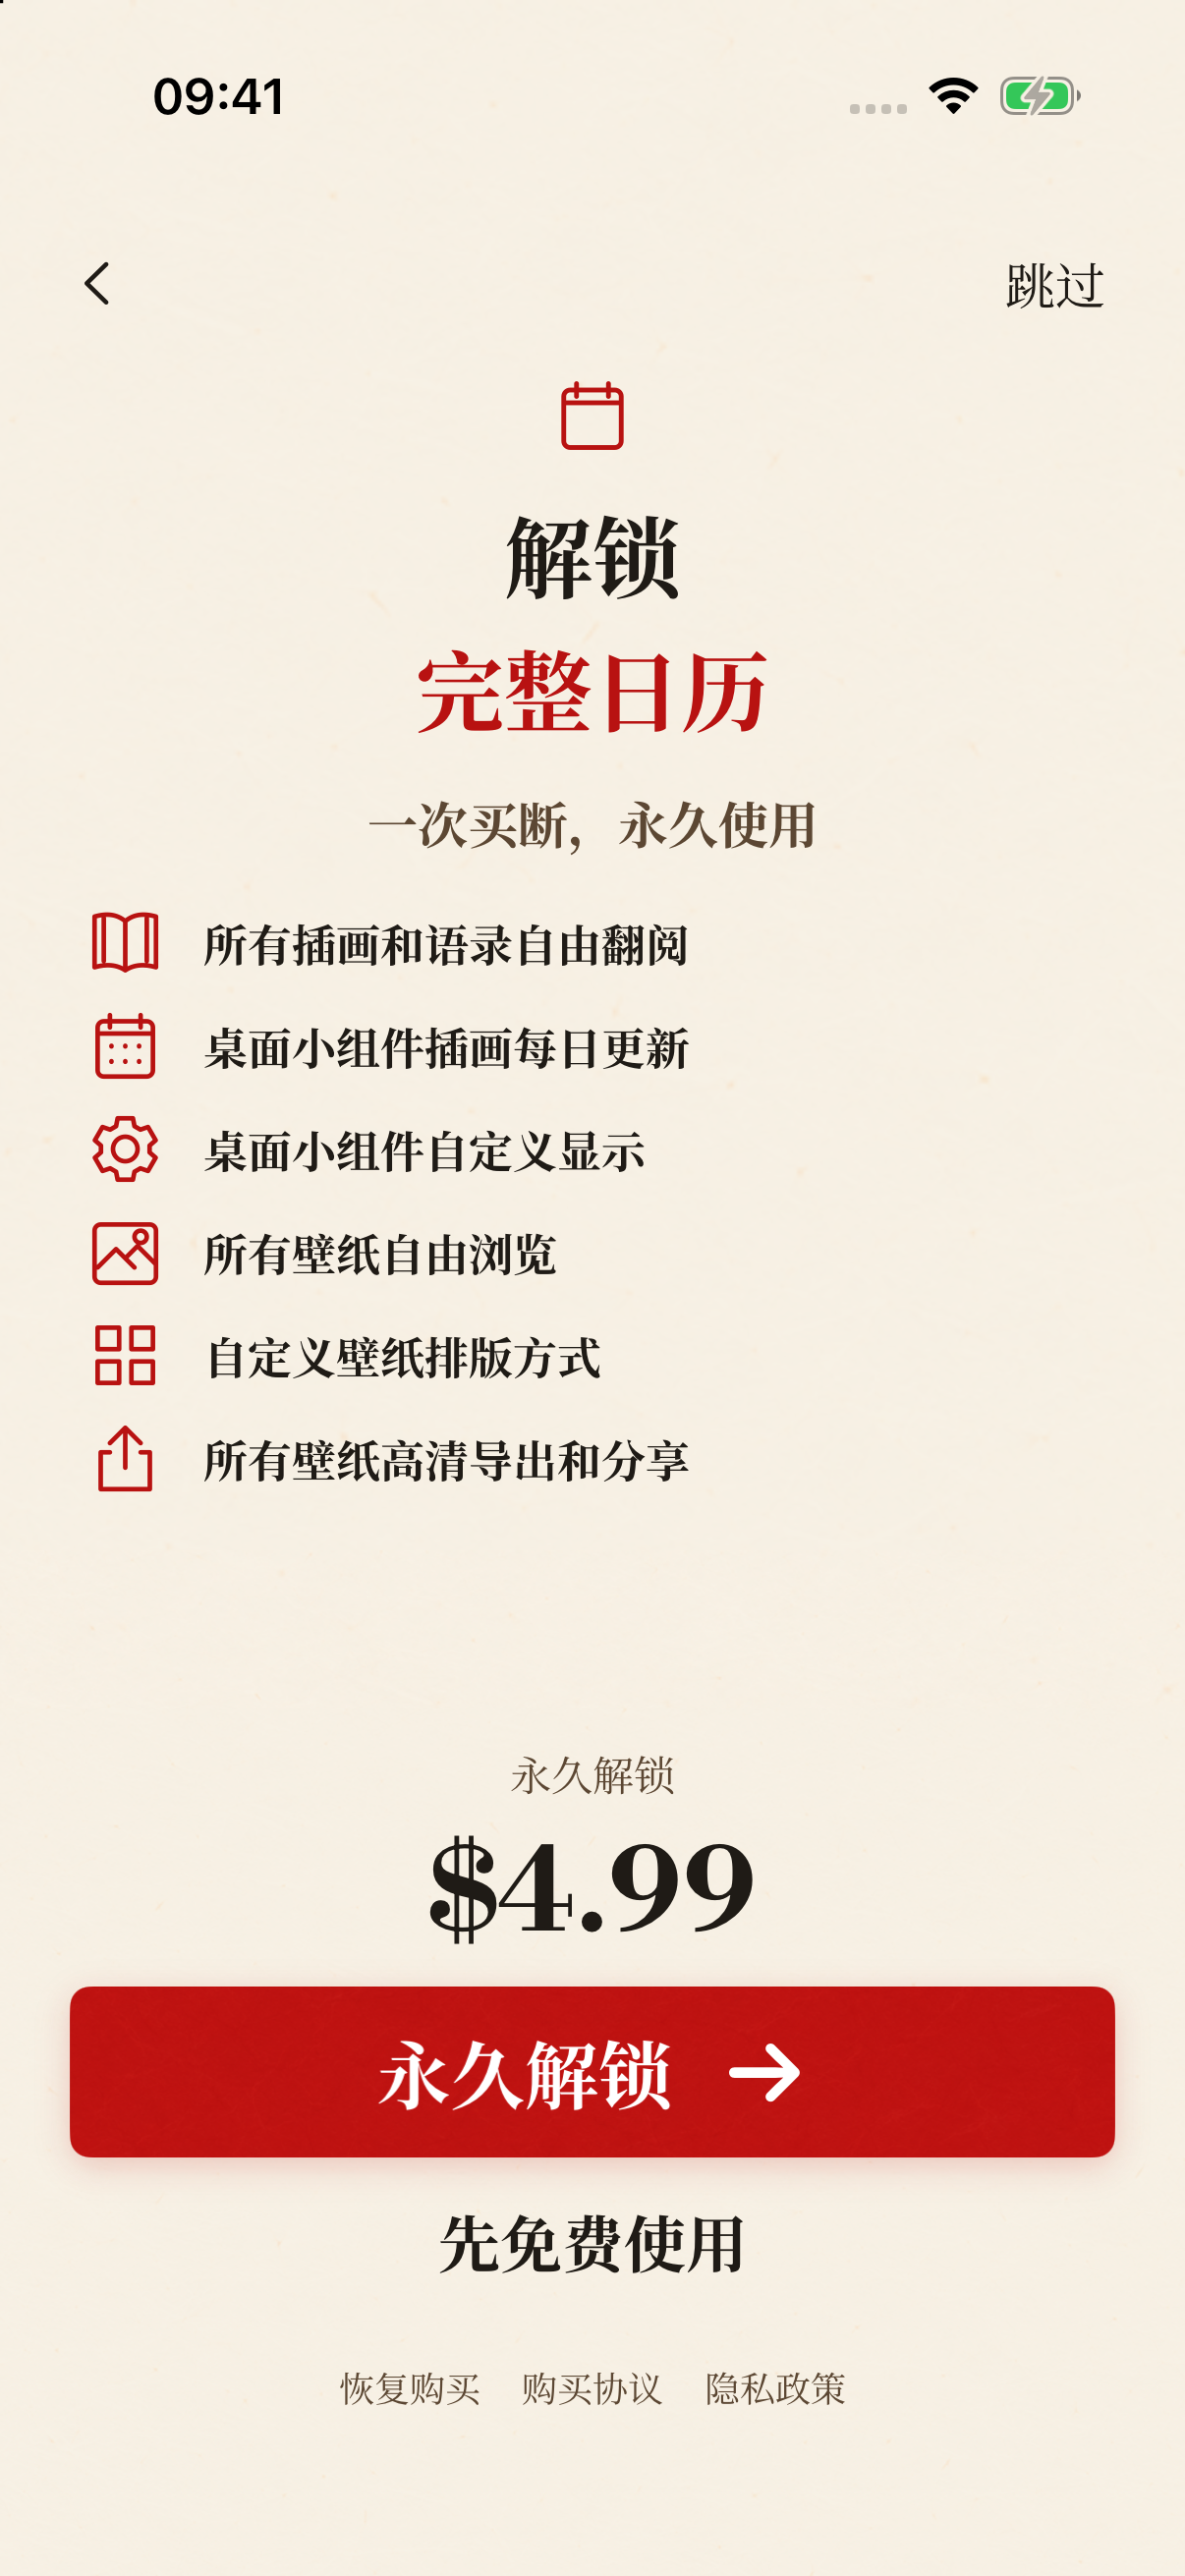 09:41
跳过
解锁
完整日历
一次买断，永久使用
所有插画和语录自由翻阅
桌面小组件插画每日更新
桌面小组件自定义显示
所有壁纸自由浏览
自定义壁纸排版方式
所有壁纸高清导出和分享
永久解锁
$4.99
永久解锁
先免费使用
恢复购买 购买协议 隐私政策